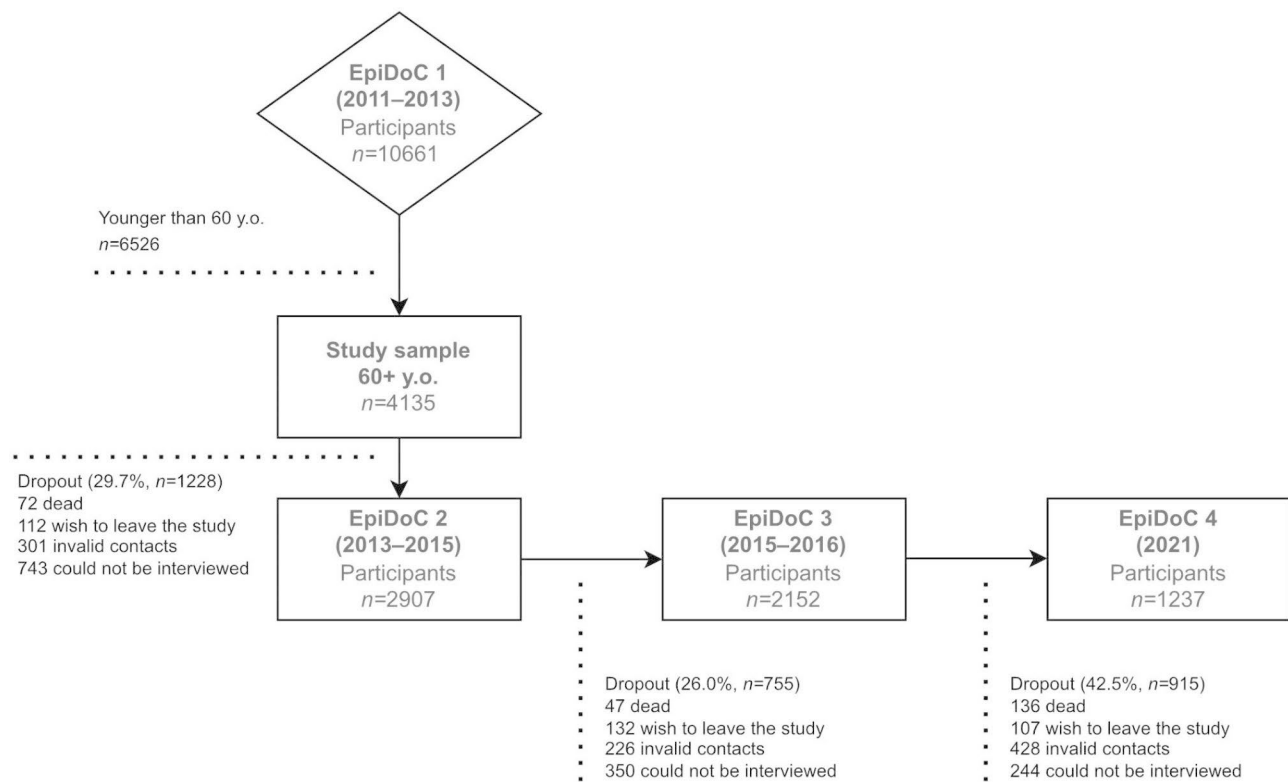 EpiDoC 1
(2011–2013)
Participants
n=10661
Younger than 60 y.o.
n=6526
Study sample
60+ y.o.
n=4135
Dropout (29.7%, n=1228)
72 dead
112 wish to leave the study
301 invalid contacts
743 could not be interviewed
EpiDoC 2
(2013–2015)
Participants
n=2907
EpiDoC 3
(2015–2016)
Participants
n=2152
EpiDoC 4
(2021)
Participants
n=1237
Dropout (26.0%, n=755)
47 dead
132 wish to leave the study
226 invalid contacts
350 could not be interviewed
Dropout (42.5%, n=915)
136 dead
107 wish to leave the study
428 invalid contacts
244 could not be interviewed